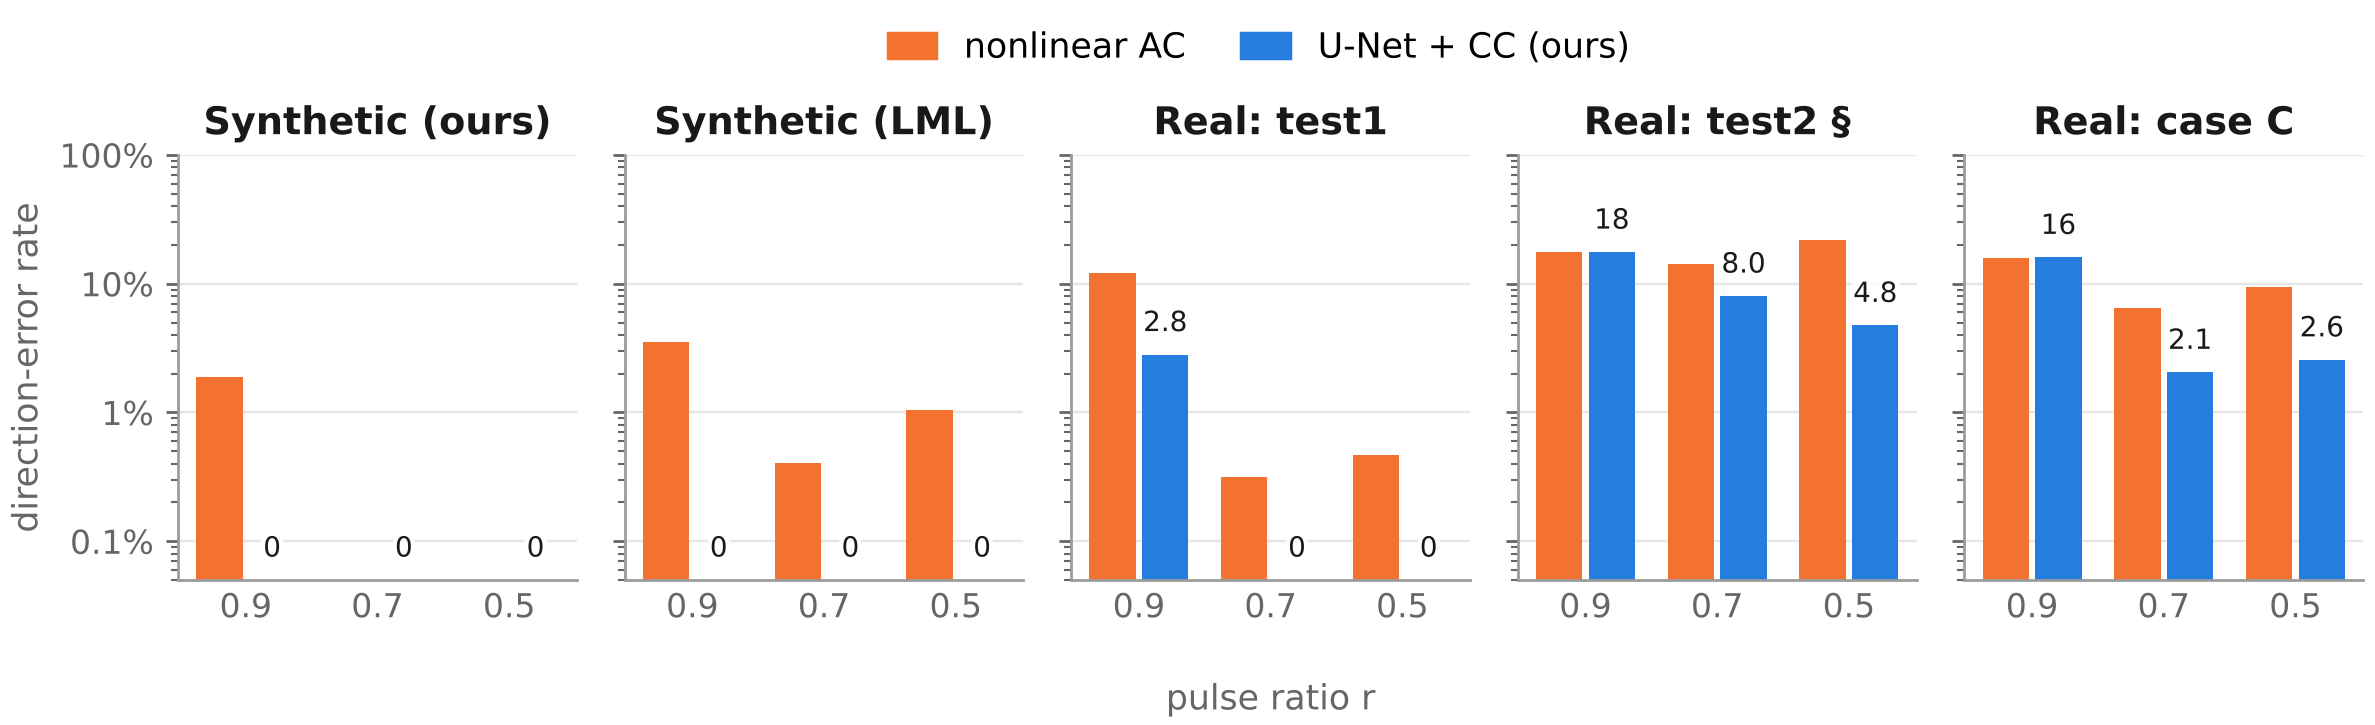 nonlinear AC U-Net + CC (ours)
Synthetic (ours) Synthetic (LML) Real: test1 Real: test2 § Real: case C
direction-error rate
100%
10%
1%
0.1%
0 0 0
0 0 0
2.8 0 0
18 8.0 4.8
16 2.1 2.6
0.9 0.7 0.5 0.9 0.7 0.5 0.9 0.7 0.5 0.9 0.7 0.5 0.9 0.7 0.5
pulse ratio r